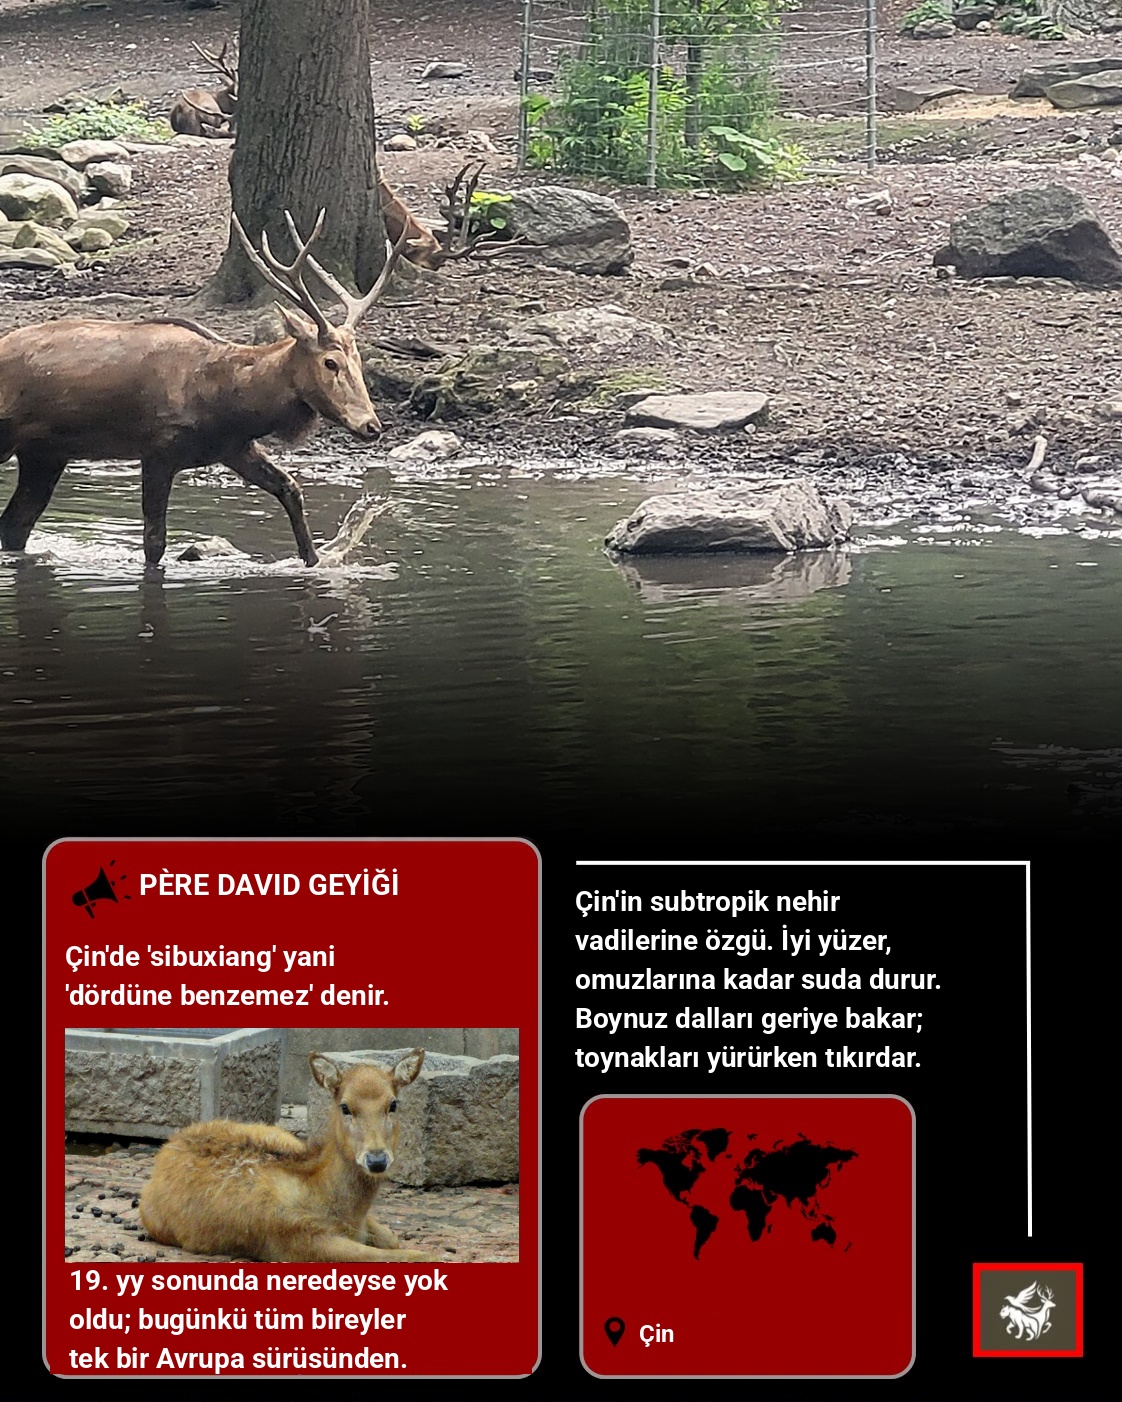 PÈRE DAVID GEYİĞİ
Çin'de 'sibuxiang' yani
'dördüne benzemez' denir.
19. yy sonunda neredeyse yok
oldu; bugünkü tüm bireyler
tek bir Avrupa sürüsünden.
Çin'in subtropik nehir
vadilerine özgü. İyi yüzer,
omuzlarına kadar suda durur.
Boynuz dalları geriye bakar;
toynakları yürürken tıkırdar.
Çin